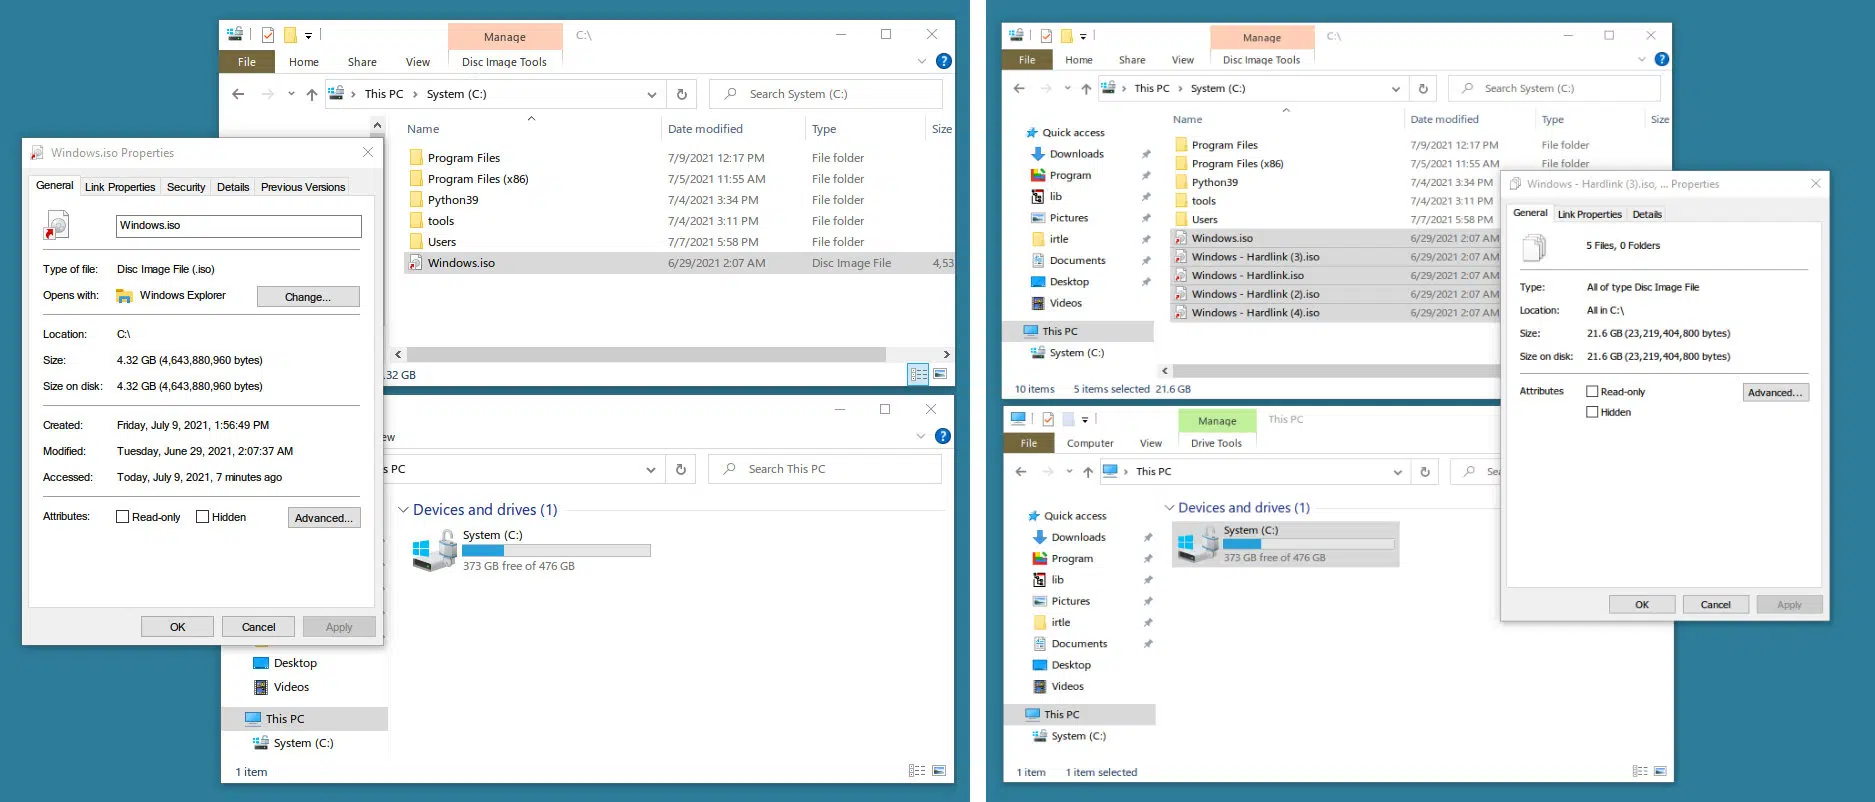 Manage
C:\
File
Home
Share
View
Disc Image Tools
This PC
System (C:)
Search System (C:)
Name
Date modified
Type
Size
Program Files 7/9/2021 12:17 PM File folder
Program Files (x86) 7/5/2021 11:55 AM File folder
Python39 7/4/2021 3:34 PM File folder
tools 7/4/2021 3:11 PM File folder
Users 7/7/2021 5:58 PM File folder
Windows.iso 6/29/2021 2:07 AM Disc Image File 4,53
.32 GB
Windows.iso Properties
General Link Properties Security Details Previous Versions
Windows.iso
Type of file: Disc Image File (.iso)
Opens with: Windows Explorer Change...
Location: C:\
Size: 4.32 GB (4,643,880,960 bytes)
Size on disk: 4.32 GB (4,643,880,960 bytes)
Created: Friday, July 9, 2021, 1:56:49 PM
Modified: Tuesday, June 29, 2021, 2:07:37 AM
Accessed: Today, July 9, 2021, 7 minutes ago
Attributes: Read-only Hidden Advanced...
OK Cancel Apply
ew
s PC
Search This PC
Devices and drives (1)
System (C:)
373 GB free of 476 GB
Desktop
Videos
This PC
System (C:)
1 item
Manage
C:\
File
Home
Share
View
Disc Image Tools
This PC
System (C:)
Search System (C:)
Quick access
Downloads
Program
lib
Pictures
irtle
Documents
Desktop
Videos
This PC
System (C:)
Name
Date modified
Type
Size
Program Files 7/9/2021 12:17 PM File folder
Program Files (x86) 7/5/2021 11:55 AM File folder
Python39 7/4/2021 3:34 PM
tools 7/4/2021 3:11 PM
Users 7/7/2021 5:58 PM
Windows.iso 6/29/2021 2:07 AM
Windows - Hardlink (3).iso 6/29/2021 2:07 AM
Windows - Hardlink.iso 6/29/2021 2:07 AM
Windows - Hardlink (2).iso 6/29/2021 2:07 AM
Windows - Hardlink (4).iso 6/29/2021 2:07 AM
10 items 5 items selected 21.6 GB
Windows - Hardlink (3).iso, ... Properties
General Link Properties Details
5 Files, 0 Folders
Type: All of type Disc Image File
Location: All in C:\
Size: 21.6 GB (23,219,404,800 bytes)
Size on disk: 21.6 GB (23,219,404,800 bytes)
Attributes Read-only Advanced...
Hidden
OK Cancel Apply
Manage
This PC
File
Computer
View
Drive Tools
This PC
Sea
Quick access
Downloads
Program
lib
Pictures
irtle
Documents
Desktop
Videos
This PC
System (C:)
Devices and drives (1)
System (C:)
373 GB free of 476 GB
1 item 1 item selected